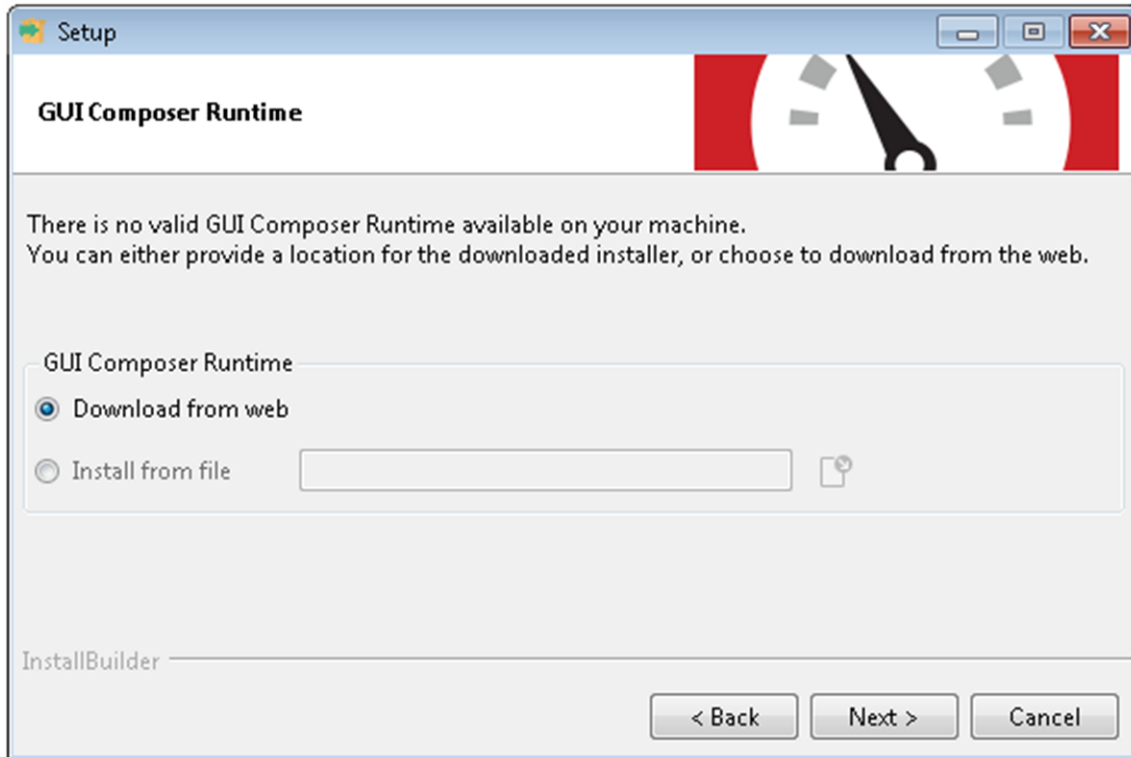 Setup
GUI Composer Runtime
There is no valid GUI Composer Runtime available on your machine.
You can either provide a location for the downloaded installer, or choose to download from the web.
GUI Composer Runtime
Download from web
Install from file
InstallBuilder
< Back
Next >
Cancel